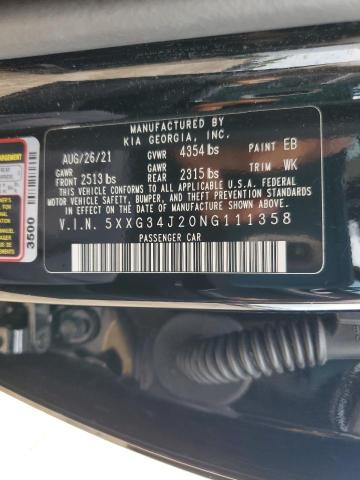 MANUFACTURED BY
KIA GEORGIA, INC.
AUG/26/21 GVWR 4354 lbs PAINT EB
GAWR GAWR
FRONT 2513 lbs REAR 2315 lbs TRIM WK
THIS VEHICLE CONFORMS TO ALL APPLICABLE U.S.A. FEDERAL
MOTOR VEHICLE SAFETY, BUMPER, AND THEFT PREVENTION STANDARDS
IN EFFECT ON THE DATE OF MANUFACTURE SHOWN ABOVE.
V.I.N. 5XXG34J20NG111358
PASSENGER CAR
3500